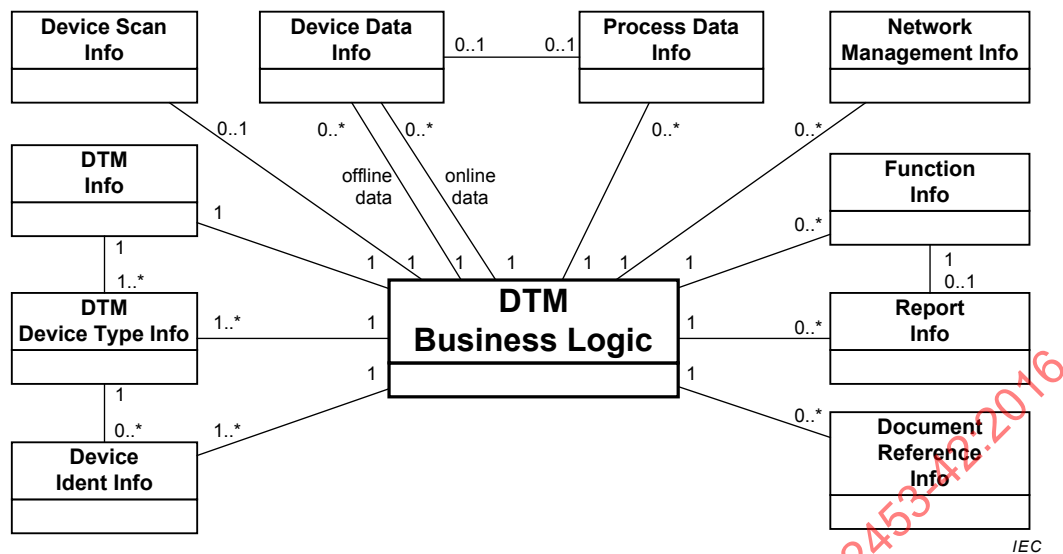 Device Scan
Info
Device Data
Info
0..1
0..1
Process Data
Info
Network
Management Info
0..1
0..*
0..*
0..*
0..*
DTM
Info
offline
data
online
data
Function
Info
1
0..*
1
1..*
1
1
1
1
1
1
1
1
0..1
DTM
Device Type Info
1..*
1
DTM
Business Logic
1
0..*
Report
Info
1
0..*
1..*
1
1
0..*
Device
Ident Info
Document
Reference
Info
2453-42:2016
IEC